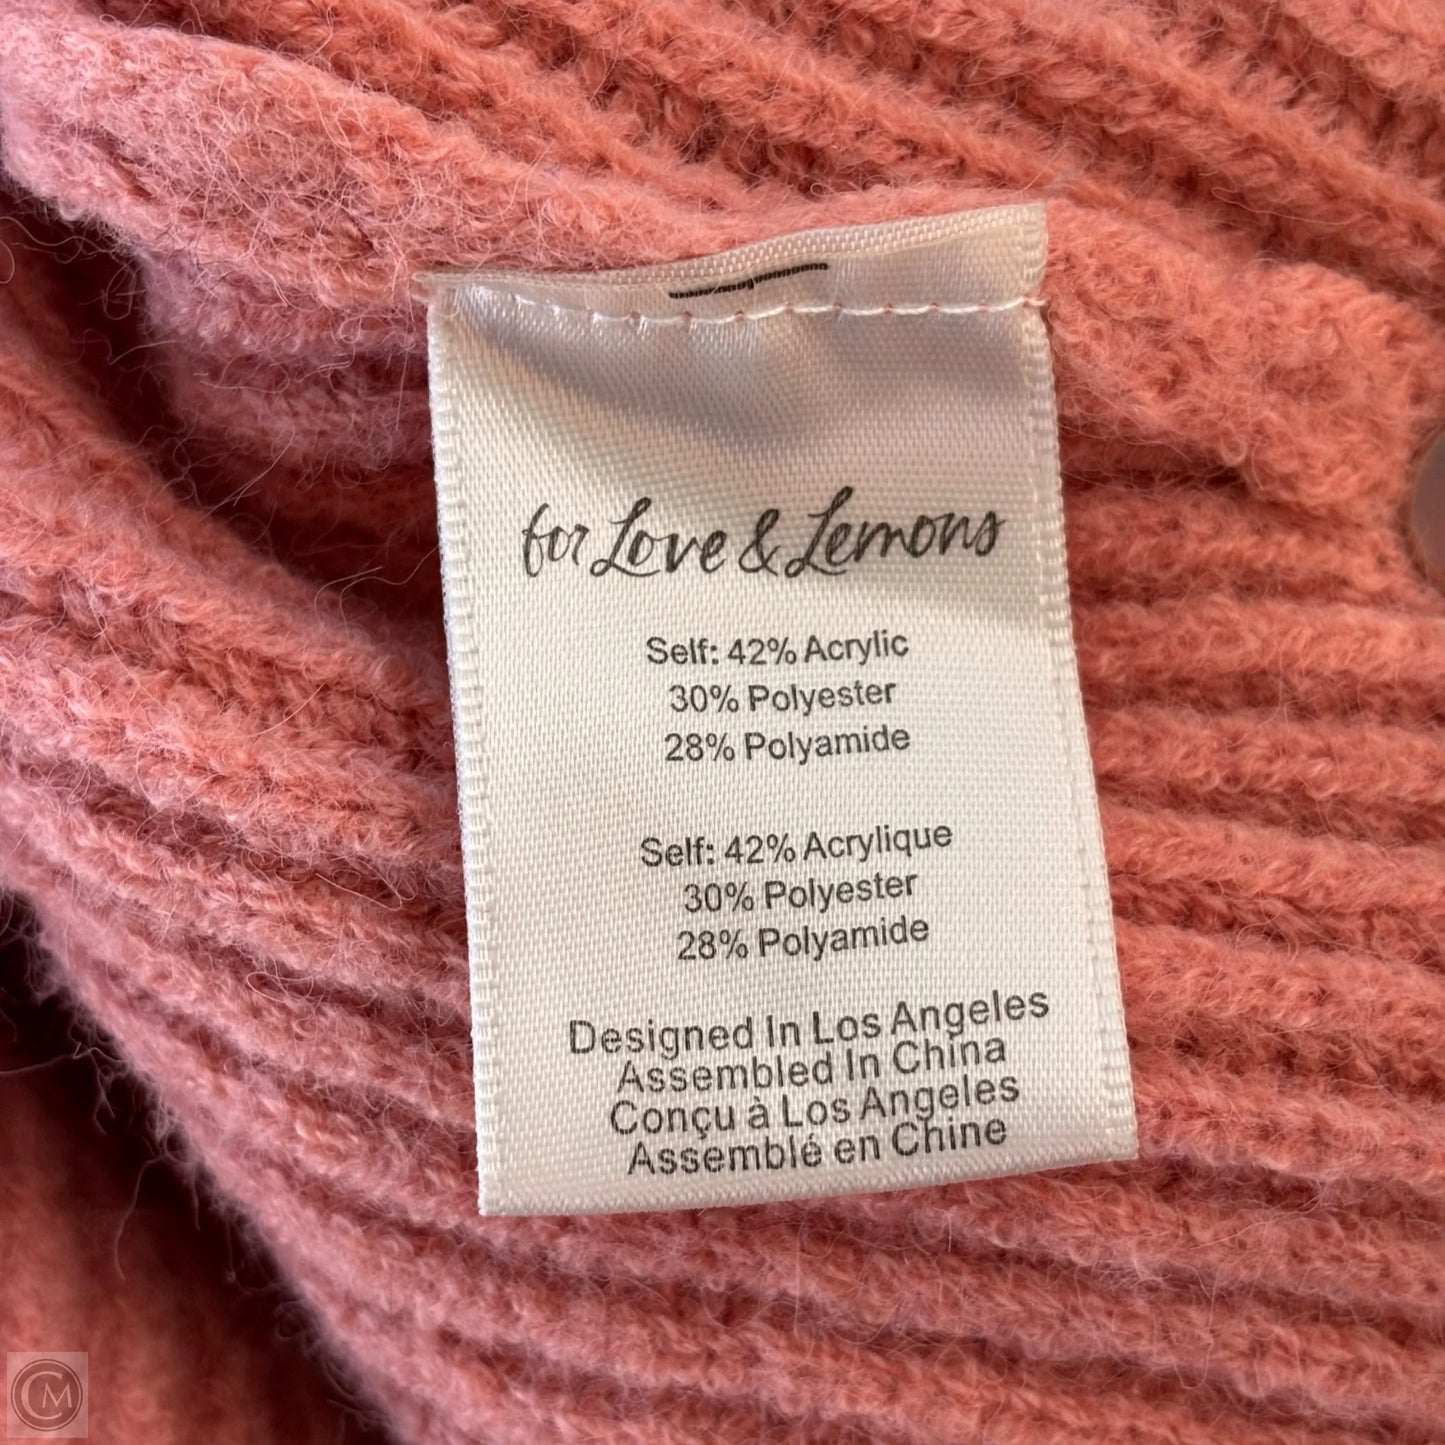 for Love & Lemons
Self: 42% Acrylic
30% Polyester
28% Polyamide
Self: 42% Acrylique
30% Polyester
28% Polyamide
Designed In Los Angeles
Assembled In China
Conçu à Los Angeles
Assemblé en Chine
CM